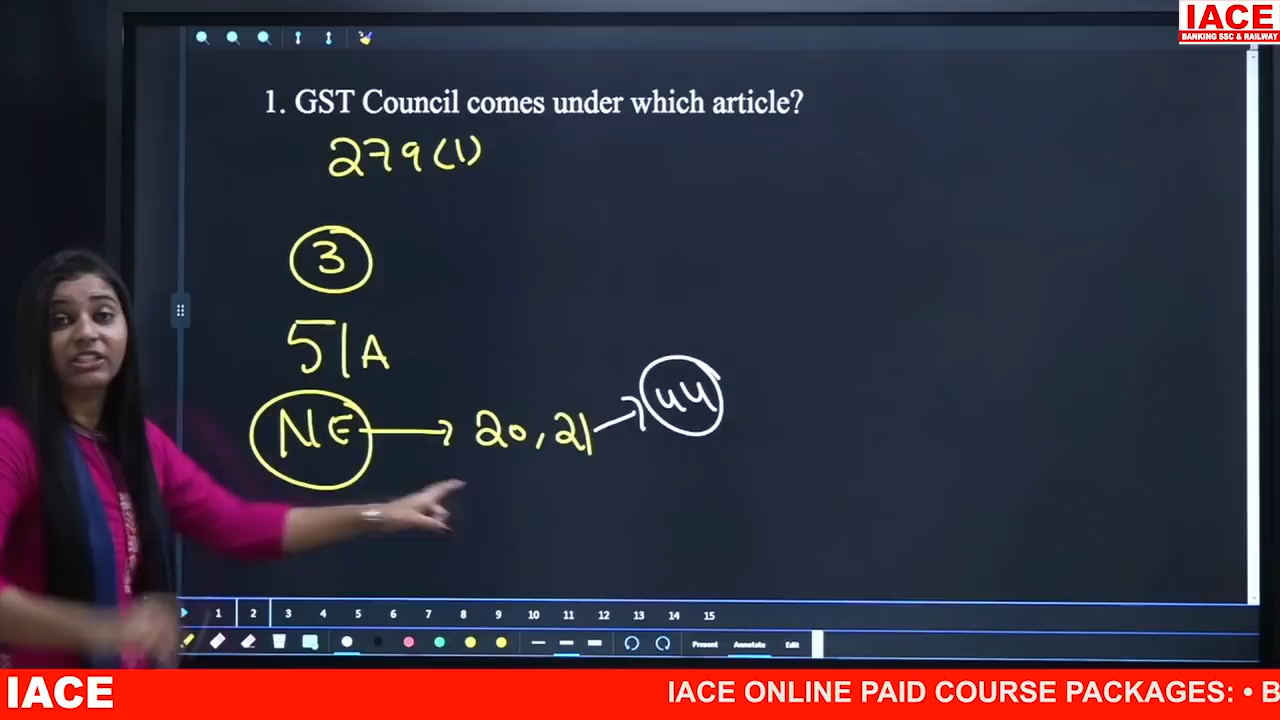 IACE
BANKING SSC & RAILWAY
1. GST Council comes under which article?
279(1)
3
51A
NE → 20, 21 → 44
1 2 3 4 5 6 7 8 9 10 11 12 13 14 15
Present Annotate Edit
IACE
IACE ONLINE PAID COURSE PACKAGES: • B